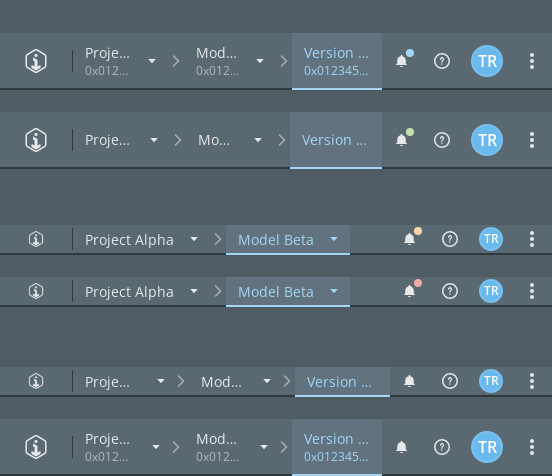 Proje... Mod... Version ...
0x012... 0x012... 0x012345... TR
Proje... Mo... Version ... TR
Project Alpha Model Beta TR
Project Alpha Model Beta TR
Proje... Mod... Version ... TR
Proje... Mod... Version ...
0x012... 0x012... 0x012345... TR